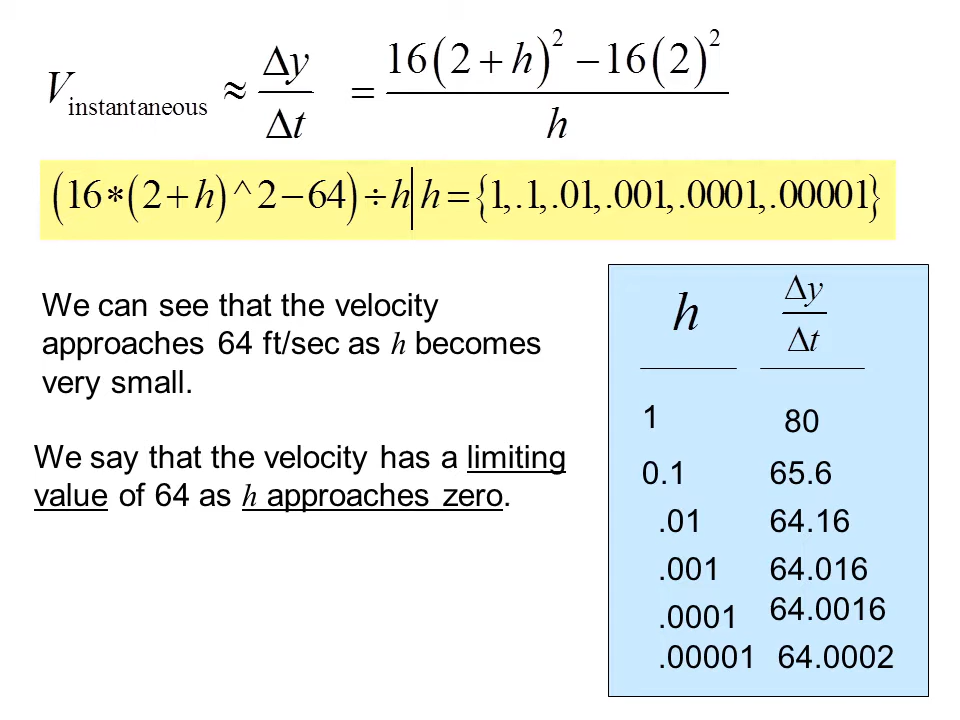 V instantaneous ≈ Δy/Δt = (16(2+h)² −16(2)²)/h
(16∗(2+h)^2−64)÷h|h={1,.1,.01,.001,.0001,.00001}
We can see that the velocity
approaches 64 ft/sec as h becomes
very small.
We say that the velocity has a limiting
value of 64 as h approaches zero.
h Δy/Δt
1 80
0.1 65.6
.01 64.16
.001 64.016
.0001 64.0016
.00001 64.0002